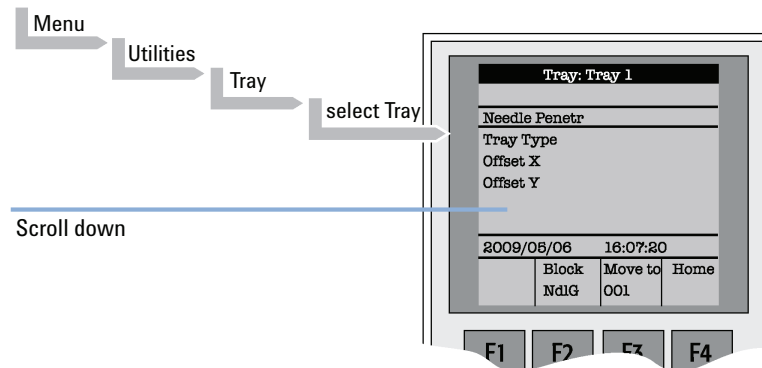 Menu
Utilities
Tray
select Tray
Scroll down
Tray: Tray 1
Needle Penetr
Tray Type
Offset X
Offset Y
2009/05/06 16:07:20
Block Move to Home
NdlG 001
F1 F2 F3 F4